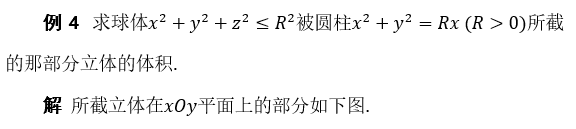 例 4 求球体x² + y² + z² ≤ R²被圆柱x² + y² = Rx (R > 0)所截
的那部分立体的体积.
解 所截立体在xOy平面上的部分如下图.